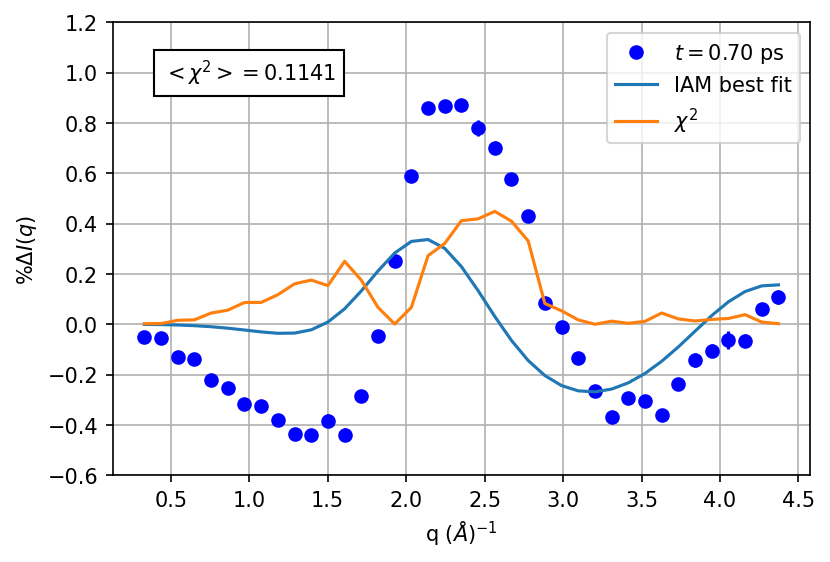 1.2
1.0
0.8
0.6
0.4
0.2
0.0
−0.2
−0.4
−0.6
%ΔI(q)
<χ²> = 0.1141
t = 0.70 ps
IAM best fit
χ²
0.5 1.0 1.5 2.0 2.5 3.0 3.5 4.0 4.5
q (Å)⁻¹